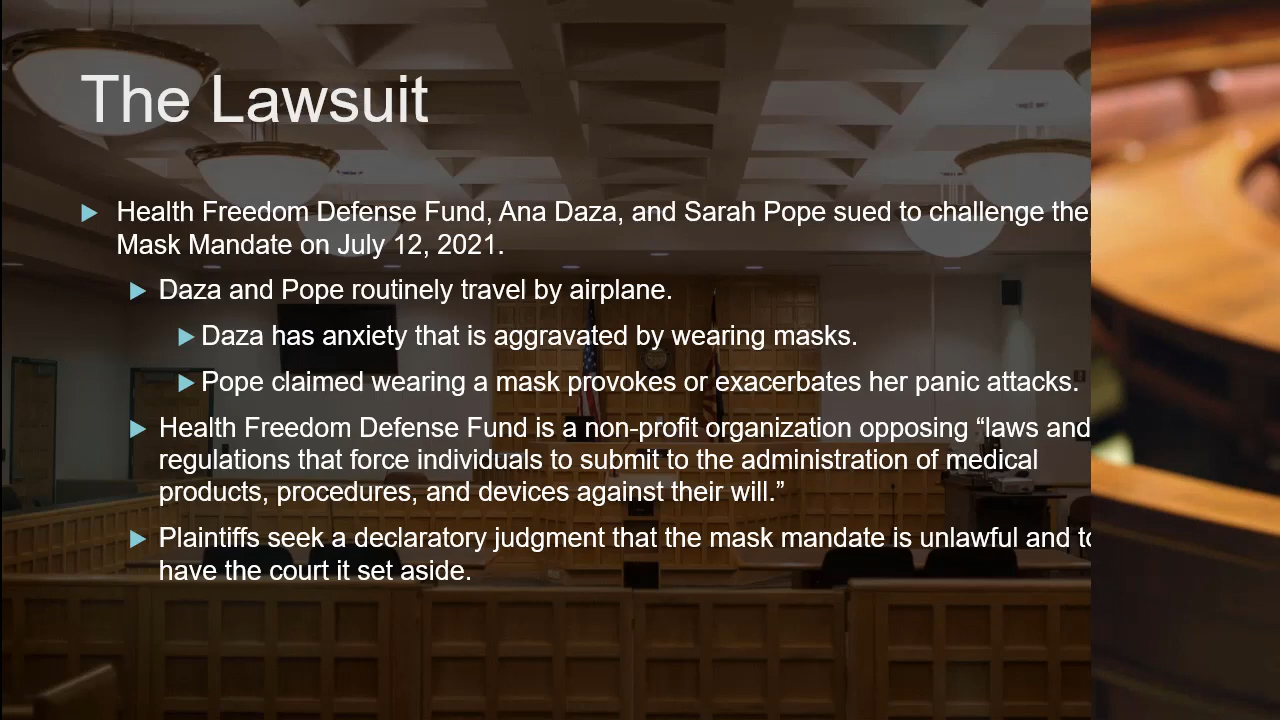 The Lawsuit
Health Freedom Defense Fund, Ana Daza, and Sarah Pope sued to challenge the
Mask Mandate on July 12, 2021.
Daza and Pope routinely travel by airplane.
Daza has anxiety that is aggravated by wearing masks.
Pope claimed wearing a mask provokes or exacerbates her panic attacks.
Health Freedom Defense Fund is a non-profit organization opposing “laws and
regulations that force individuals to submit to the administration of medical
products, procedures, and devices against their will.”
Plaintiffs seek a declaratory judgment that the mask mandate is unlawful and to
have the court it set aside.